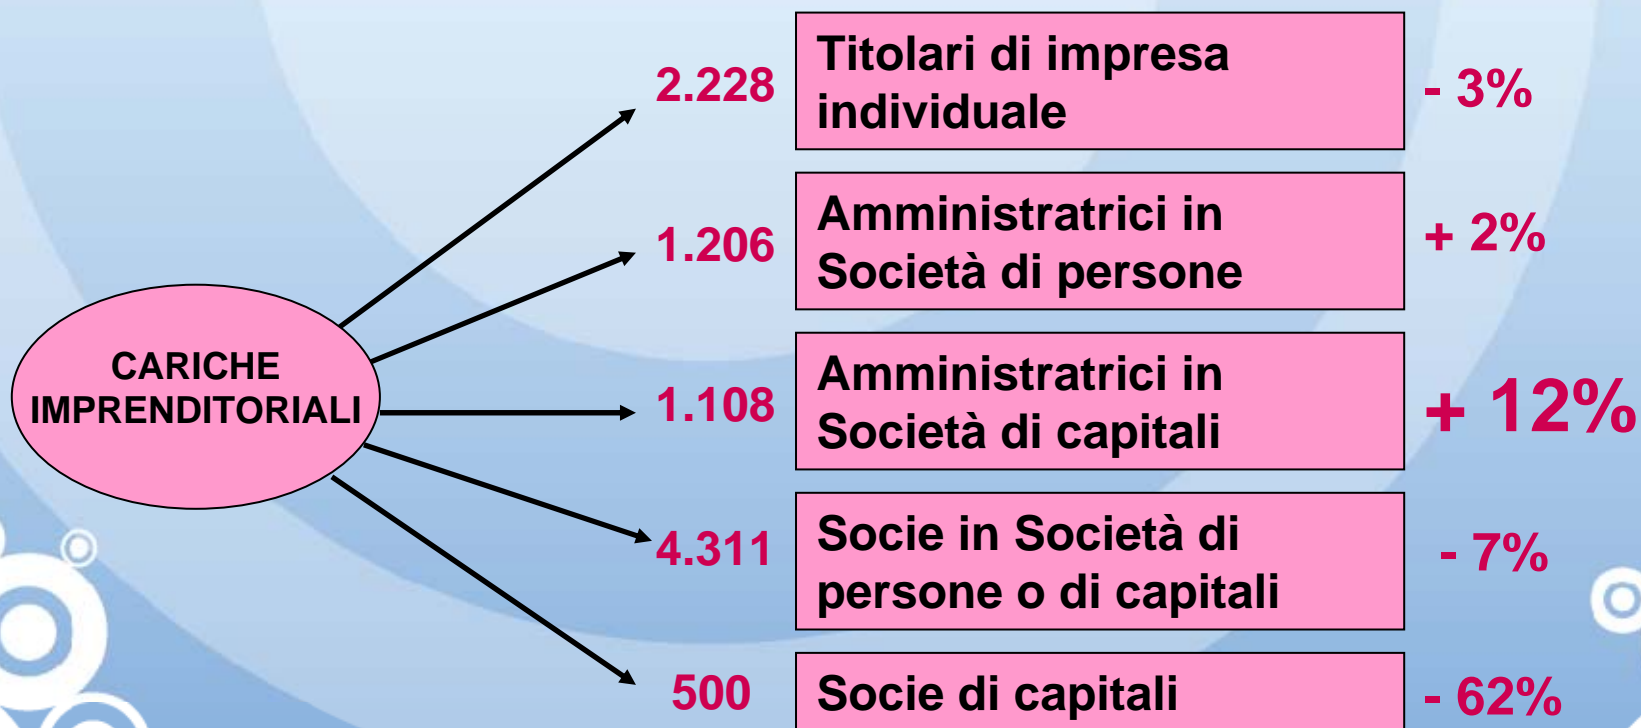 CARICHE
IMPRENDITORIALI
2.228
Titolari di impresa
individuale
- 3%
1.206
Amministratrici in
Società di persone
+ 2%
1.108
Amministratrici in
Società di capitali
+ 12%
4.311
Socie in Società di
persone o di capitali
- 7%
500
Socie di capitali
- 62%